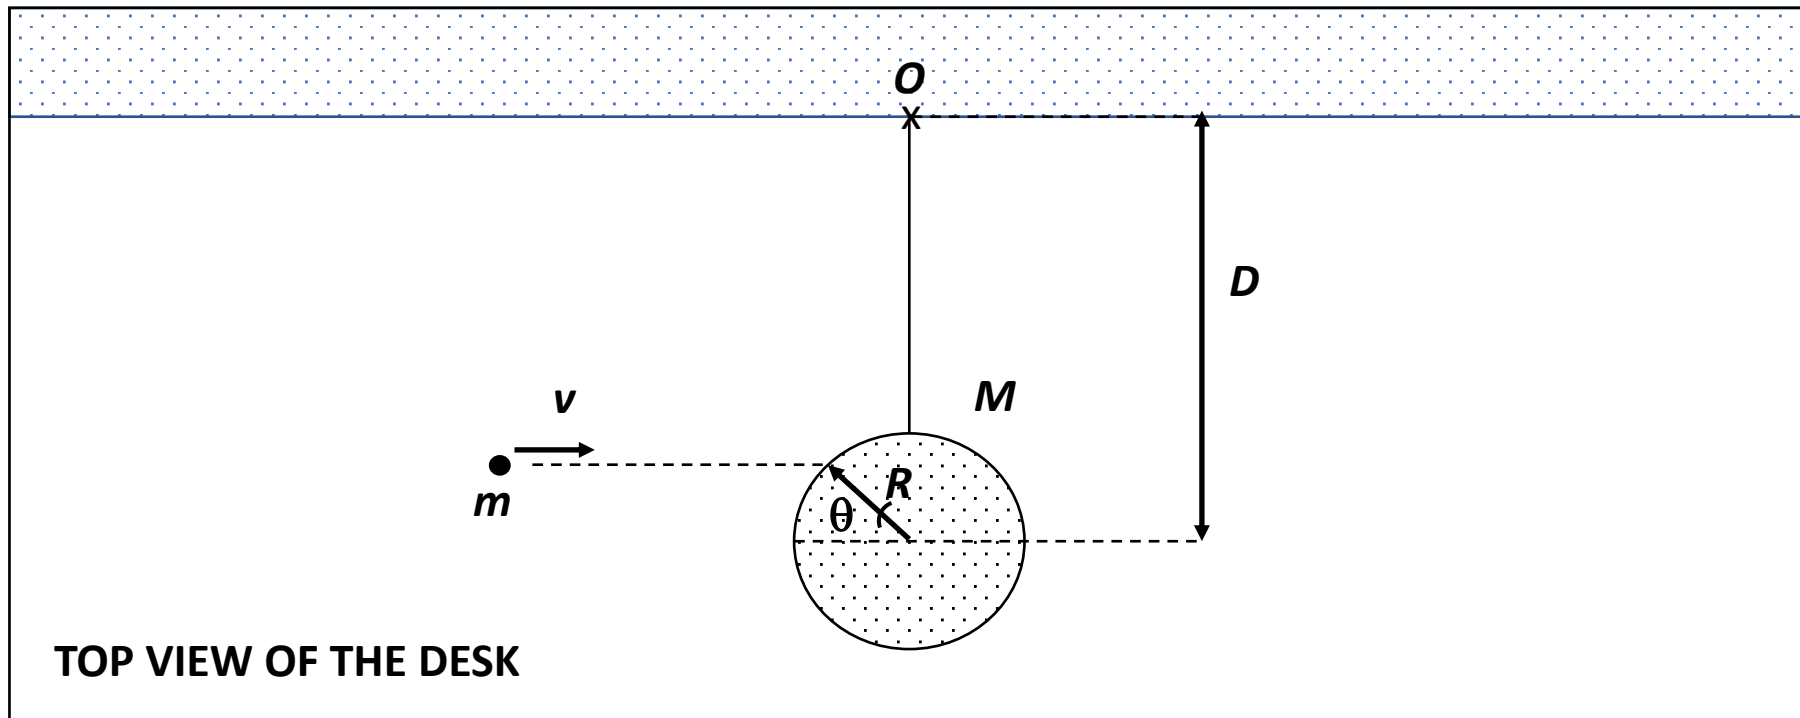 O
D
v
M
m
R
θ
TOP VIEW OF THE DESK